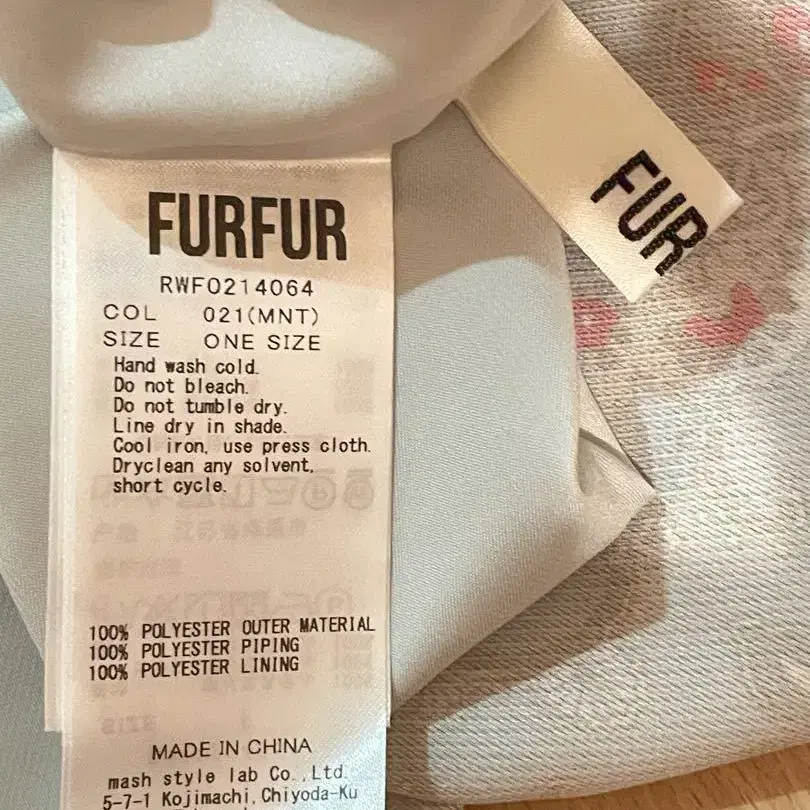 FURFUR
RWF0214064
COL 021(MNT)
SIZE ONE SIZE
Hand wash cold.
Do not bleach.
Do not tumble dry.
Line dry in shade.
Cool iron, use press cloth.
Dryclean any solvent,
short cycle.
100% POLYESTER OUTER MATERIAL
100% POLYESTER PIPING
100% POLYESTER LINING
MADE IN CHINA
mash style lab Co.,Ltd.
5-7-1 Kojimachi,Chiyoda-Ku
FUR